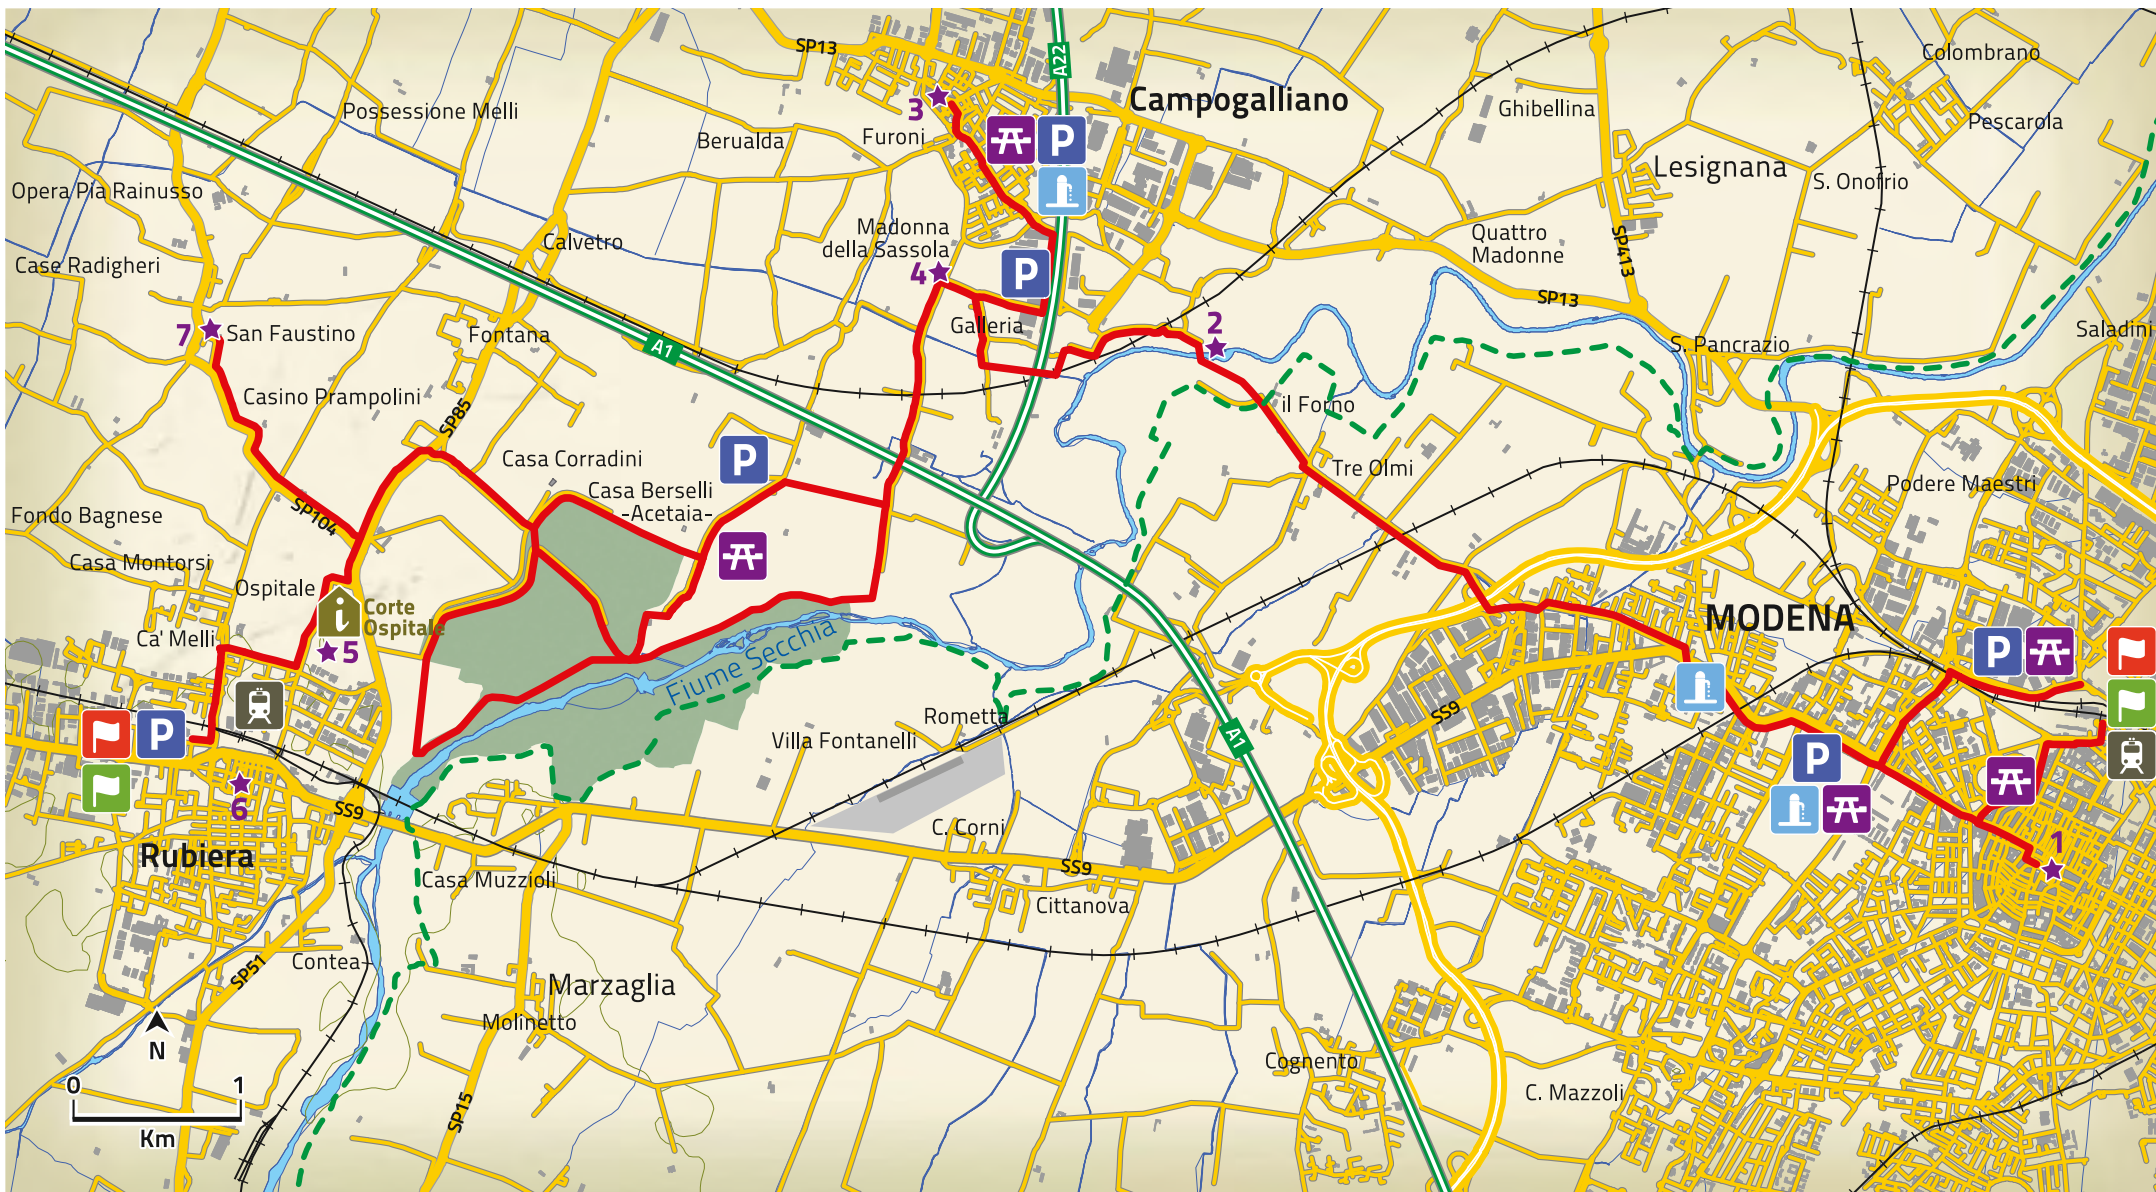 SP13
A22
Colombrano
Possessione Melli
3
Campogalliano
Ghibellina
Pescarola
Berualda
Furoni
P
Lesignana
S. Onofrio
Opera Pia Rainusso
Madonna
della Sassola
Calvetro
Quattro
Madonne
SP413
Case Radigheri
4
P
SP13
7
San Faustino
Fontana
Galleria
2
Saladini
A1
S. Pancrazio
Casino Prampolini
SP85
il Forno
Casa Corradini
P
Tre Olmi
Casa Berselli
-Acetaia-
Podere Maestri
Fondo Bagnese
SP104
Casa Montorsi
Ospitale
i
Corte
Ospitale
MODENA
Ca' Melli
5
Fiume Secchia
P
P
Rometta
SS9
Villa Fontanelli
A1
P
6
SS9
C. Corni
1
Rubiera
SS9
Casa Muzzioli
Cittanova
SP51
Contea
Marzaglia
Molinetto
N
Cognento
0
1
Km
SP15
C. Mazzoli